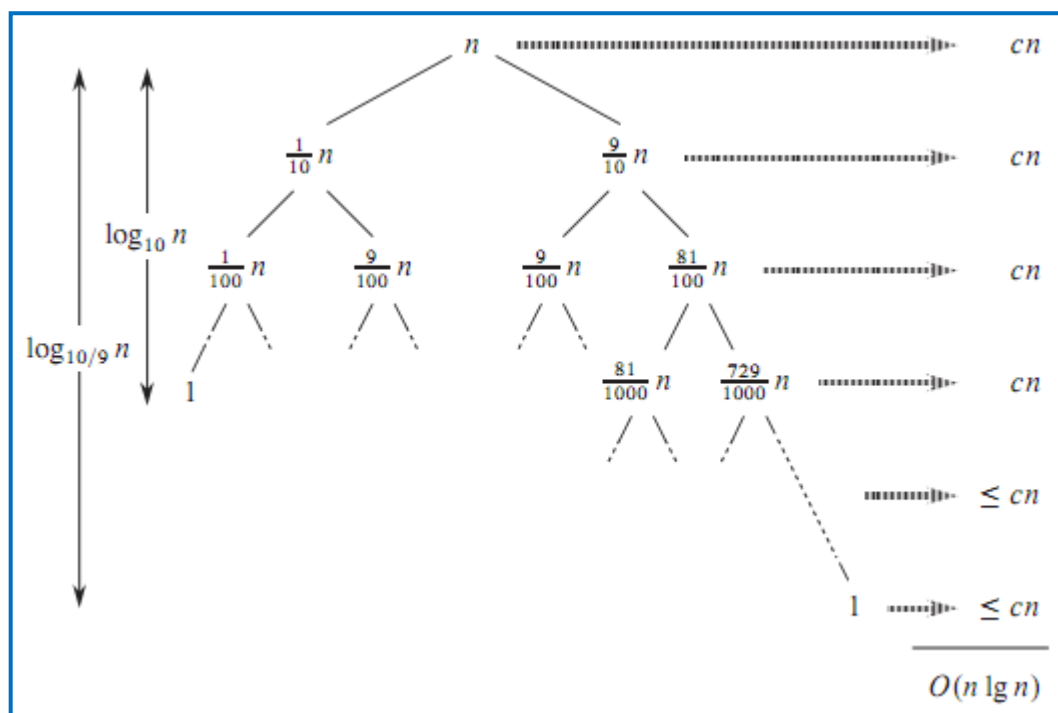 n cn
1/10 n 9/10 n cn
log₁₀ n
1/100 n 9/100 n 9/100 n 81/100 n cn
log₁₀/₉ n
1 81/1000 n 729/1000 n cn
≤ cn
1 ≤ cn
O(n lg n)